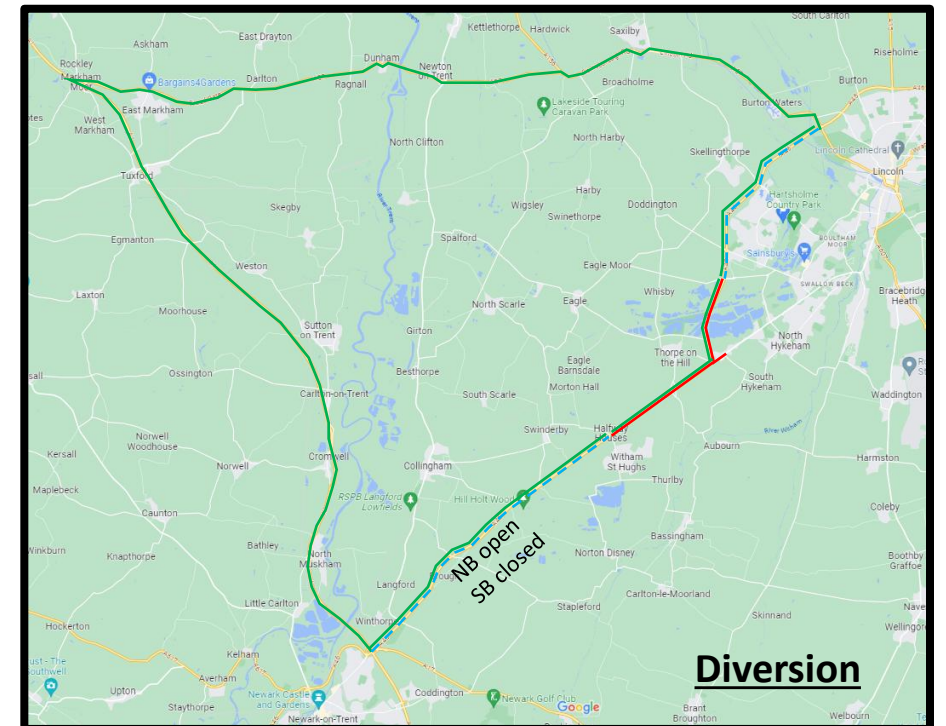 South Carlton
Kettlethorpe
Hardwick
Saxilby
East Drayton
Askham
Riseholme
Rockley
Dunham
Newton
on Trent
Markham
Moor
Bargains4Gardens
Darlton
Ragnall
Broadholme
Burton
East Markham
Lakeside Touring
Caravan Park
Burton Waters
West
Markham
North Harby
North Clifton
Skellingthorpe
Lincoln Cathedral
Lincoln
Tuxford
Harby
Doddington
Hartsholme
Country Park
Skegby
Wigsley
Swinethorpe
Egmanton
Spalford
BOULTHAM
MOOR
Sainsbury's
Weston
Eagle Moor
Laxton
Whisby
SWALLOW BECK
Bracebridg
Heath
North Scarle
Eagle
Moorhouse
Sutton
on Trent
Girton
North
Hykeham
Thorpe on
the Hill
Ossington
Besthorpe
Eagle
Barnsdale
Morton Hall
South
Hykeham
Carlton-on-Trent
South Scarle
Waddington
Swinderby
Halfway
Houses
River Witham
Norwell
Woodhouse
Aubourn
Kersall
Cromwell
Witham
St Hughs
Harmston
Norwell
Collingham
Thurlby
Maplebeck
RSPB Langford
Lowfields
Hill Holt Wood
Coleby
Caunton
Bassingham
NB open
SB closed
Bathley
Norton Disney
Winkburn
Knapthorpe
North
Muskham
Boothby
Graffoe
Langford
Carlton-le-Moorland
Little Carlton
Stapleford
Skinnand
Winthorpe
Hockerton
Kelham
Diversion
Averham
Upton
Coddington
Newark Castle
and Gardens
Newark Golf Club
Staythorpe
Google
Brant
Broughton
Welbourn
Newark-on-Trent